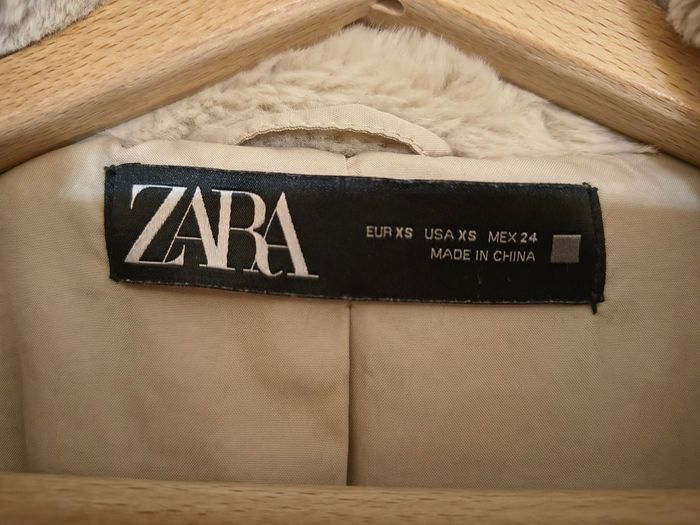 ZARA
EUR XS USA XS MEX 24
MADE IN CHINA